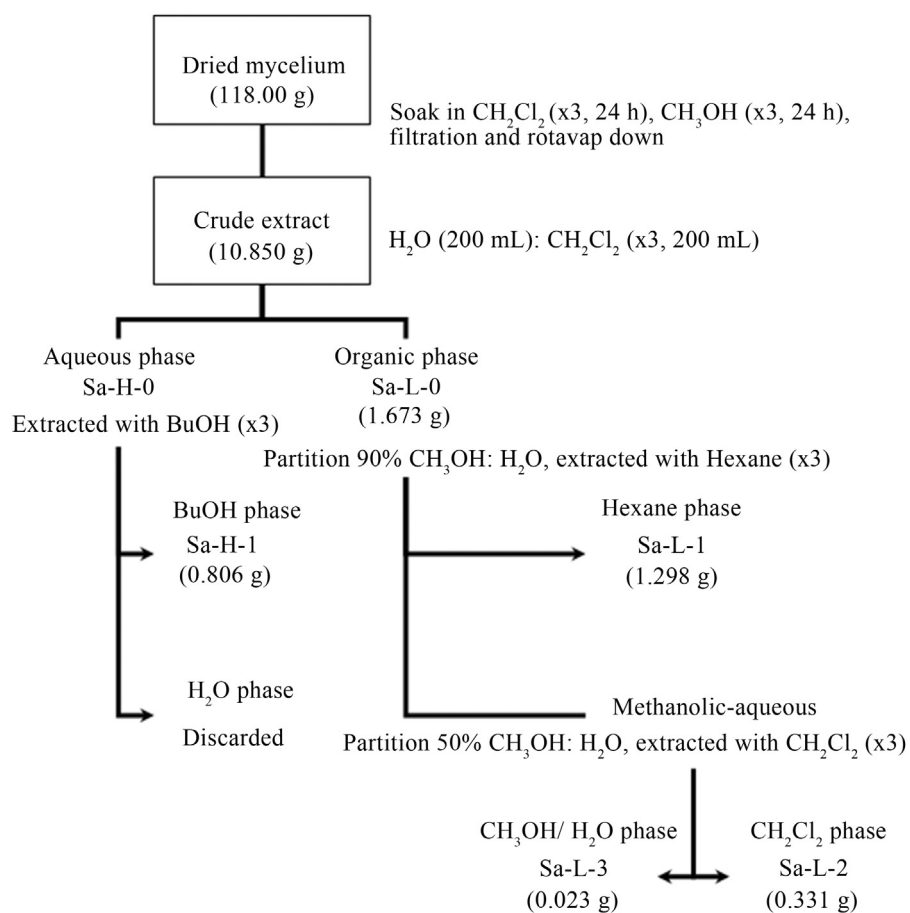 Dried mycelium
(118.00 g)
Soak in CH₂Cl₂ (x3, 24 h), CH₃OH (x3, 24 h),
filtration and rotavap down
Crude extract
(10.850 g)
H₂O (200 mL): CH₂Cl₂ (x3, 200 mL)
Aqueous phase
Sa-H-0
Extracted with BuOH (x3)
Organic phase
Sa-L-0
(1.673 g)
Partition 90% CH₃OH: H₂O, extracted with Hexane (x3)
BuOH phase
Sa-H-1
(0.806 g)
Hexane phase
Sa-L-1
(1.298 g)
H₂O phase
Discarded
Methanolic-aqueous
Partition 50% CH₃OH: H₂O, extracted with CH₂Cl₂ (x3)
CH₃OH/ H₂O phase
Sa-L-3
(0.023 g)
CH₂Cl₂ phase
Sa-L-2
(0.331 g)